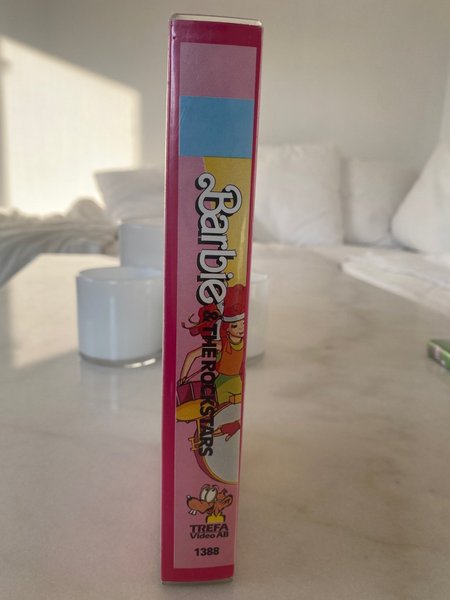 Barbie
& THE ROCKSTARS
TREFA
Video AB
1388